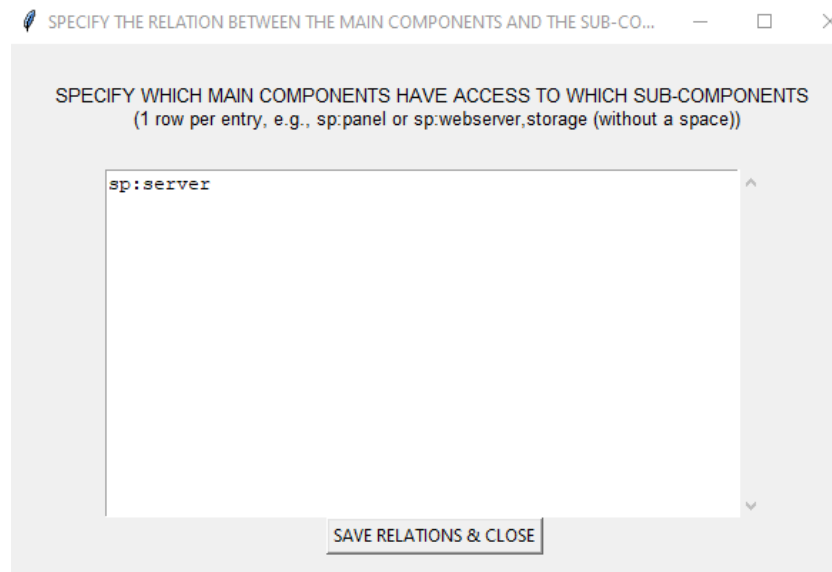 SPECIFY THE RELATION BETWEEN THE MAIN COMPONENTS AND THE SUB-CO...
SPECIFY WHICH MAIN COMPONENTS HAVE ACCESS TO WHICH SUB-COMPONENTS
(1 row per entry, e.g., sp:panel or sp:webserver,storage (without a space))
sp:server
SAVE RELATIONS & CLOSE